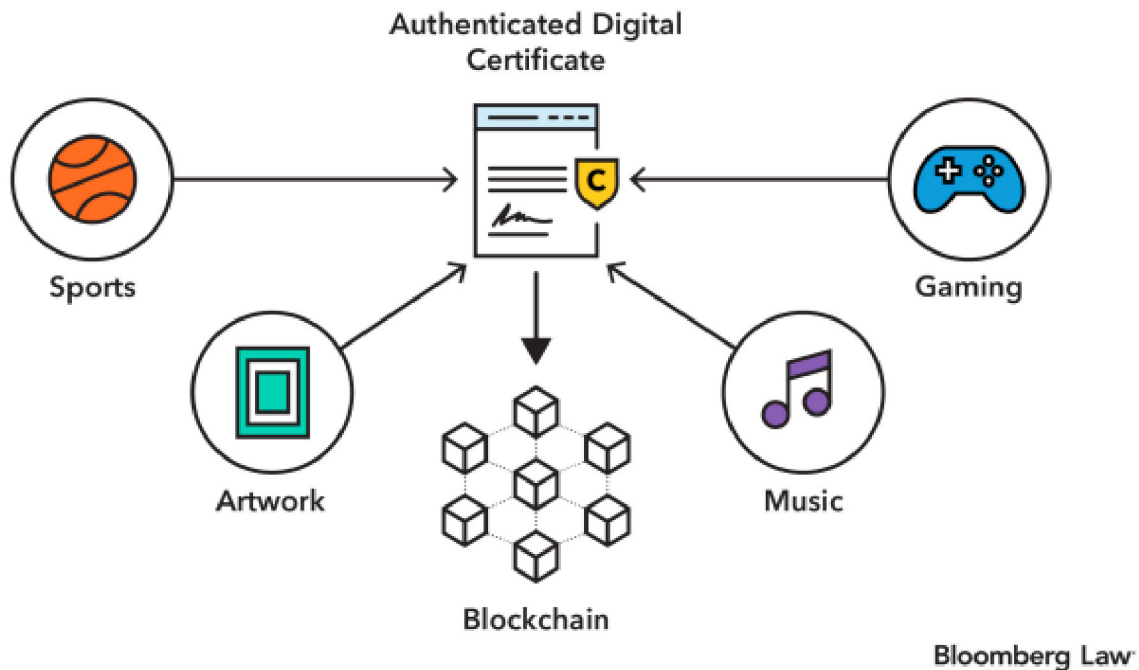 Authenticated Digital
Certificate
C
Sports
Gaming
Artwork
Music
Blockchain
Bloomberg Law